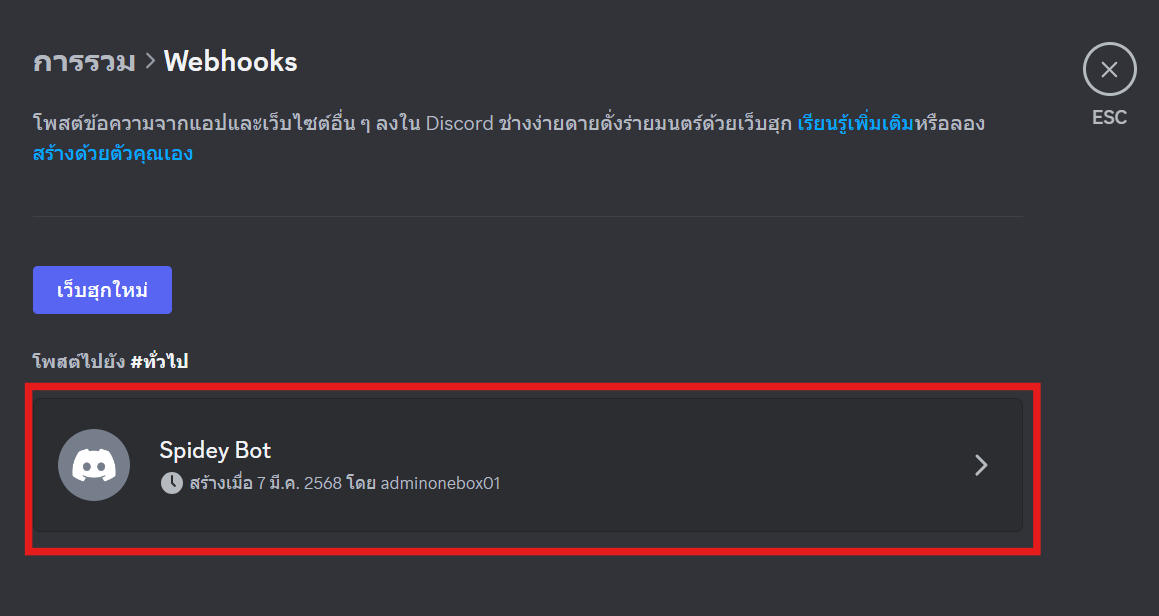 การรวม > Webhooks
ESC
โพสต์ข้อความจากแอปและเว็บไซต์อื่น ๆ ลงใน Discord ช่างง่ายดายดั่งร่ายมนตร์ด้วยเว็บฮุก เรียนรู้เพิ่มเติมหรือลอง
สร้างด้วยตัวคุณเอง
เว็บฮุกใหม่
โพสต์ไปยัง #ทั่วไป
Spidey Bot
สร้างเมื่อ 7 มี.ค. 2568 โดย adminonebox01